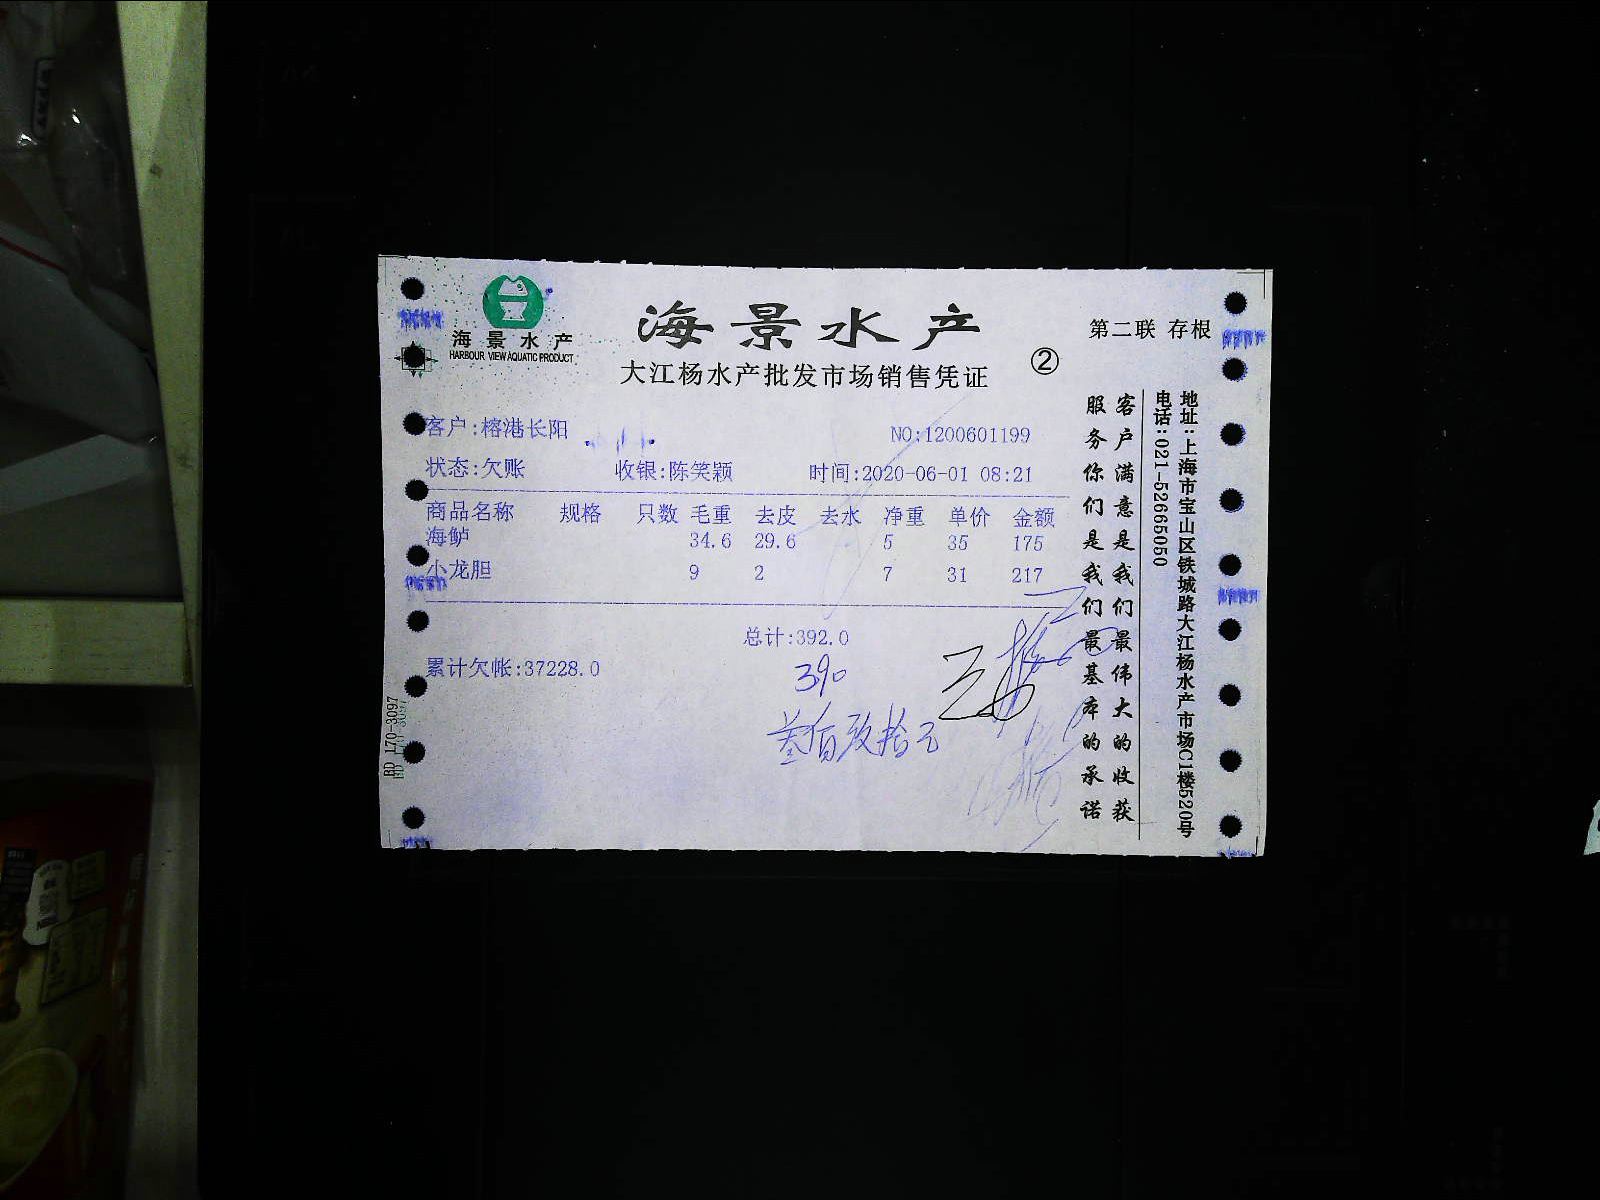 海景水产
HARBOUR VIEW AQUATIC PRODUCT
海景水产
大江杨水产批发市场销售凭证
②
第二联 存根
客户:榕港长阳
NO:1200601199
状态:欠账 收银:陈笑颖 时间:2020-06-01 08:21
商品名称 规格 只数 毛重 去皮 去水 净重 单价 金额
海鲈 34.6 29.6 5 35 175
小龙胆 9 2 7 31 217
总计:392.0
累计欠帐:37228.0
390
叁佰玖拾元
客户满意是我们最伟大的收获
服务你们是我们最基本的承诺
地址:上海市宝山区铁城路大江杨水产市场C1楼520号
电话:021-52665050
BD 170-3097